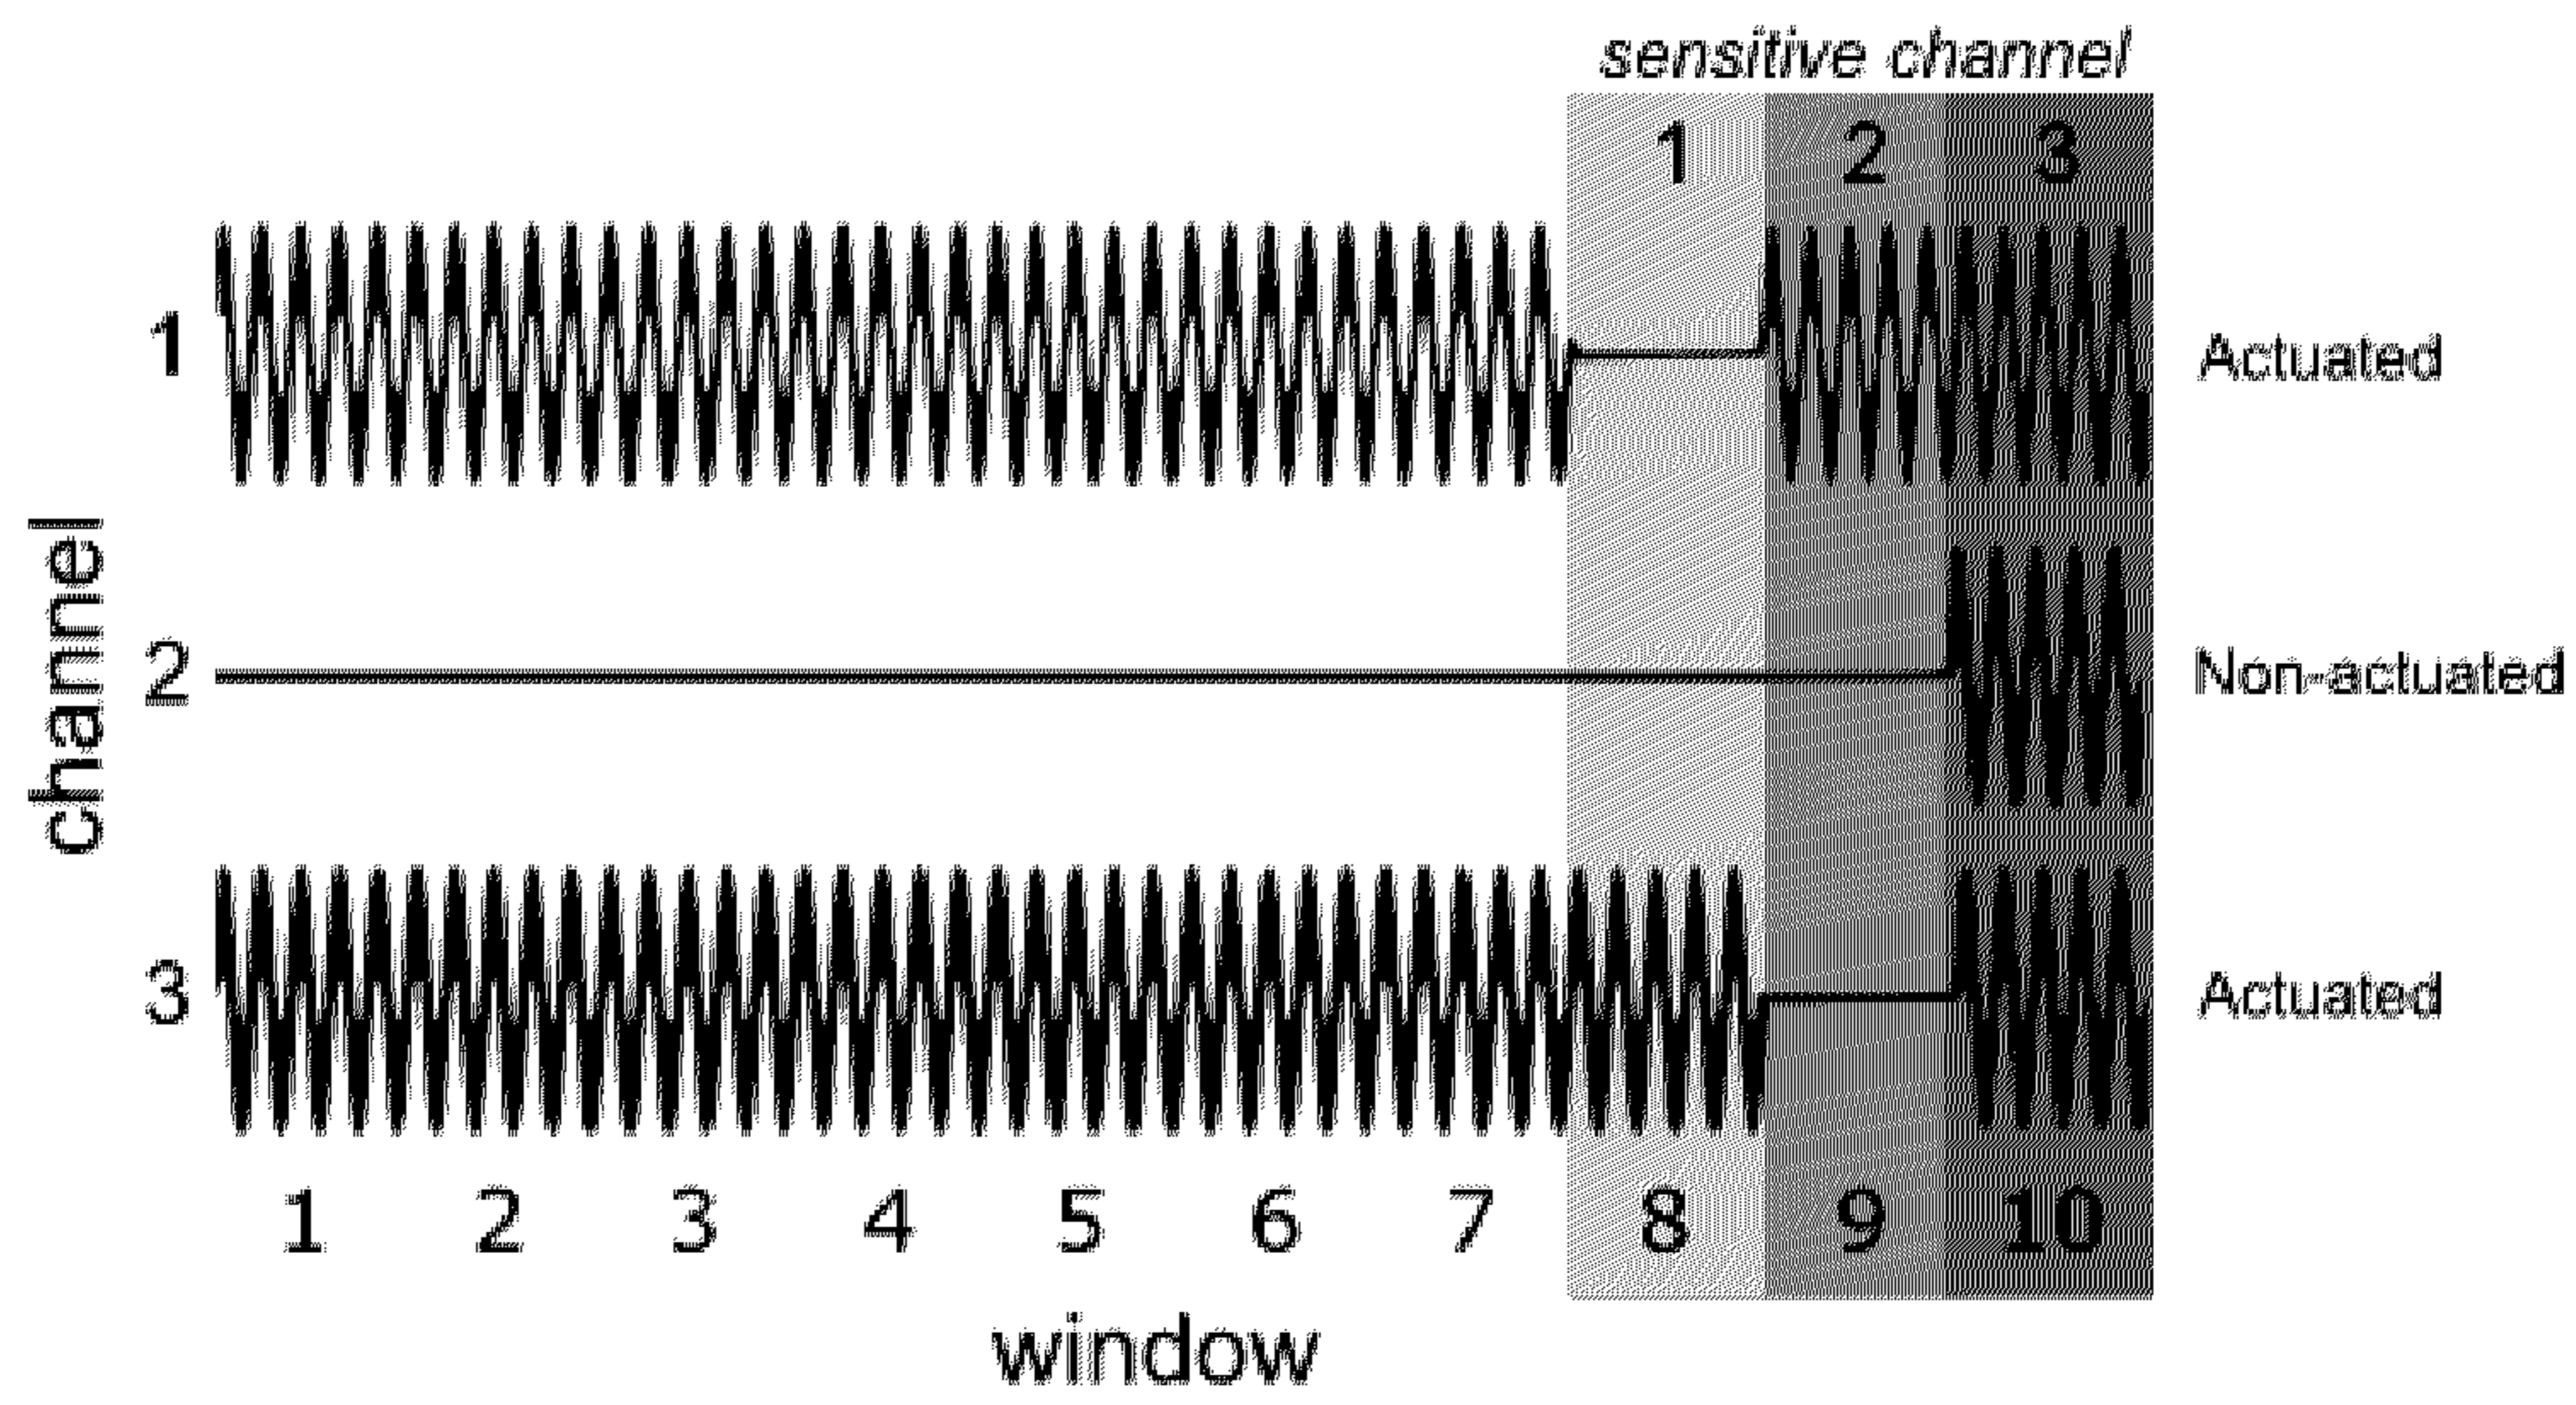 sensitive channel
1 2 3
channel
1 Actuated
2 Non-actuated
3 Actuated
1 2 3 4 5 6 7 8 9 10
window